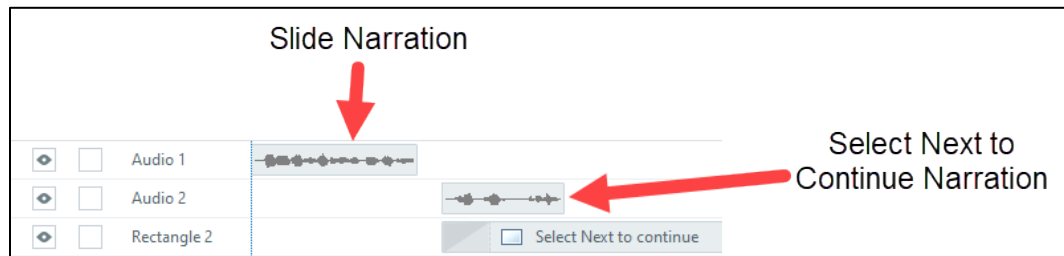 Slide Narration
Select Next to
Continue Narration
Audio 1
Audio 2
Rectangle 2 Select Next to continue